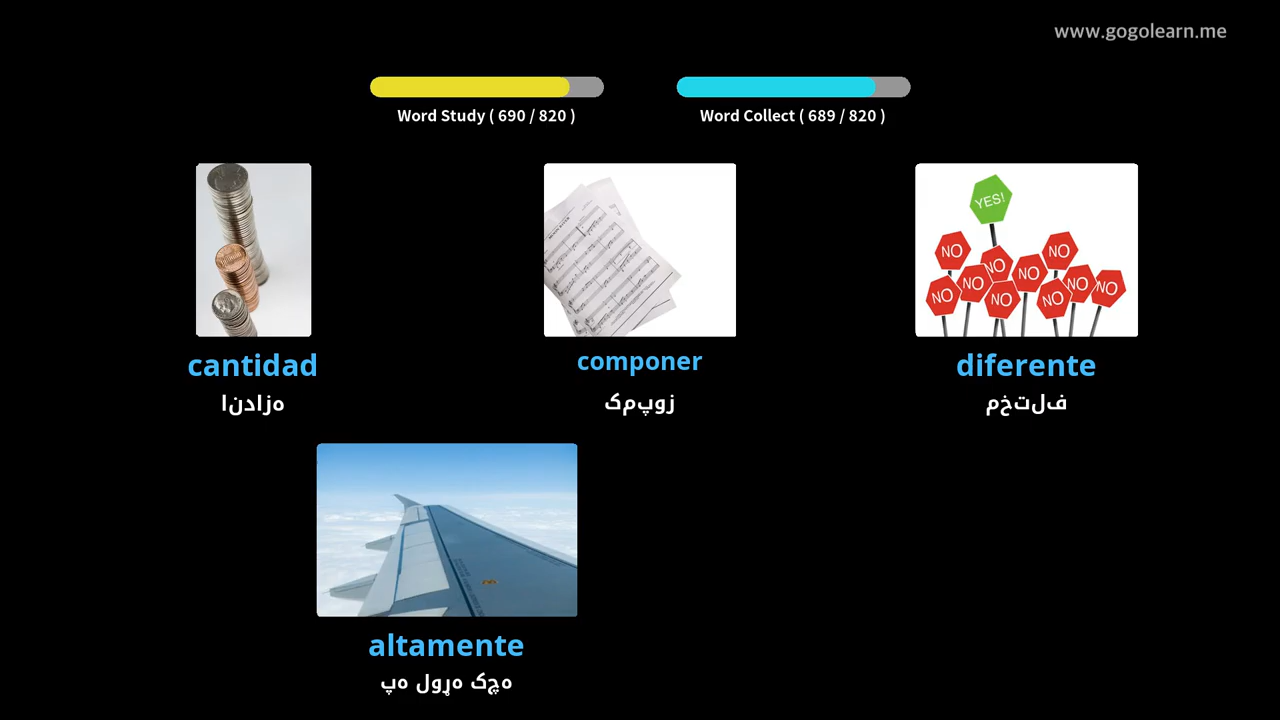 www.gogolearn.me
Word Study ( 690 / 820 )
Word Collect ( 689 / 820 )
YES!
NO
NO
NO
NO
NO
NO
NO
NO
NO
NO
cantidad
اندازه
componer
کمپوز
diferente
مختلف
altamente
په لوړه کچه